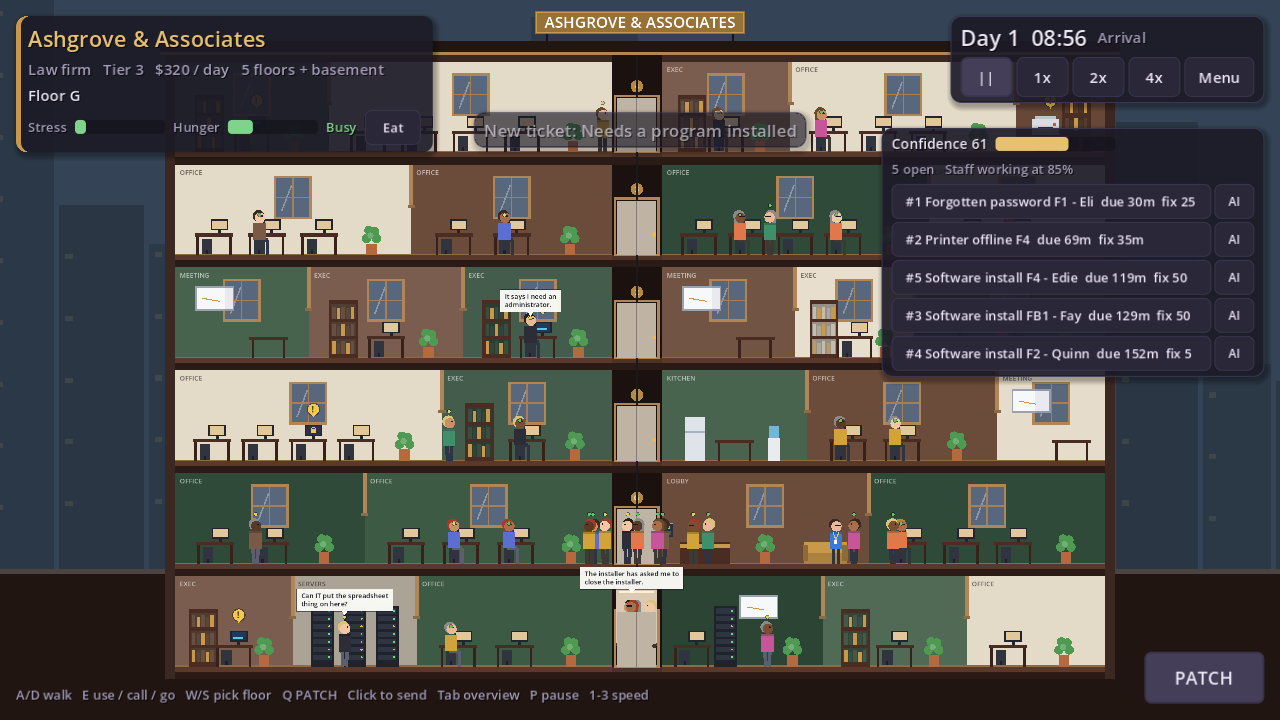 ASHGROVE & ASSOCIATES
Ashgrove & Associates
Law firm Tier 3 $320 / day 5 floors + basement
Floor G
Stress Hunger Busy Eat
Day 1 08:56 Arrival
|| 1x 2x 4x Menu
New ticket: Needs a program installed
Confidence 61
5 open Staff working at 85%
#1 Forgotten password F1 - Eli due 30m fix 25 AI
#2 Printer offline F4 due 69m fix 35m AI
#5 Software install F4 - Edie due 119m fix 50 AI
#3 Software install FB1 - Fay due 129m fix 50 AI
#4 Software install F2 - Quinn due 152m fix 5 AI
EXEC OFFICE
OFFICE OFFICE OFFICE
MEETING EXEC EXEC MEETING EXEC
It says I need an
administrator.
OFFICE EXEC KITCHEN OFFICE MEETING
OFFICE OFFICE LOBBY OFFICE
EXEC SERVERS OFFICE EXEC OFFICE
The installer has asked me to
close the installer.
Can IT put the spreadsheet
thing on here?
A/D walk E use / call / go W/S pick floor Q PATCH Click to send Tab overview P pause 1-3 speed
PATCH